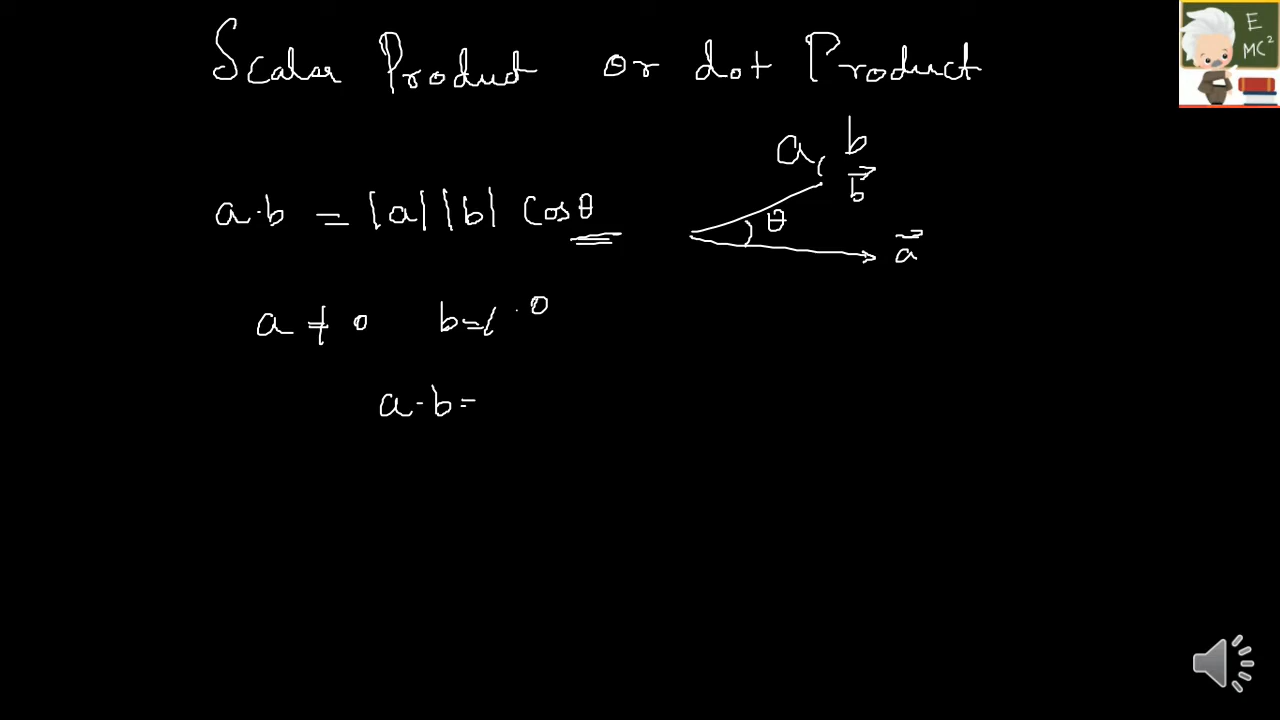 Scalar Product or dot Product
E
MC²
a, b
a·b = |a| |b| cos θ
θ
b⃗
a⃗
a ≠ 0 b ≠ 0
a·b =